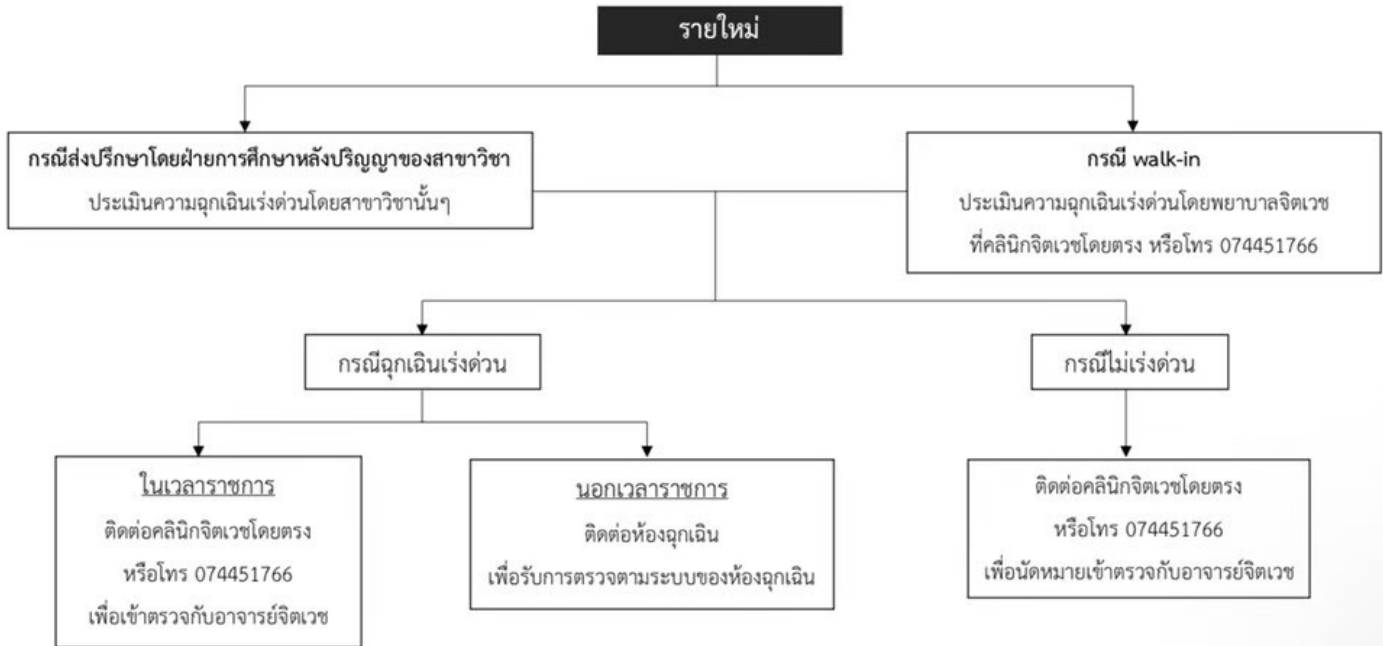 รายใหม่
กรณีส่งปรึกษาโดยฝ่ายการศึกษาหลังปริญญาของสาขาวิชา
ประเมินความฉุกเฉินเร่งด่วนโดยสาขาวิชานั้นๆ
กรณี walk-in
ประเมินความฉุกเฉินเร่งด่วนโดยพยาบาลจิตเวช
ที่คลินิกจิตเวชโดยตรง หรือโทร 074451766
กรณีฉุกเฉินเร่งด่วน
กรณีไม่เร่งด่วน
ในเวลาราชการ
ติดต่อคลินิกจิตเวชโดยตรง
หรือโทร 074451766
เพื่อเข้าตรวจกับอาจารย์จิตเวช
นอกเวลาราชการ
ติดต่อห้องฉุกเฉิน
เพื่อรับการตรวจตามระบบของห้องฉุกเฉิน
ติดต่อคลินิกจิตเวชโดยตรง
หรือโทร 074451766
เพื่อนัดหมายเข้าตรวจกับอาจารย์จิตเวช